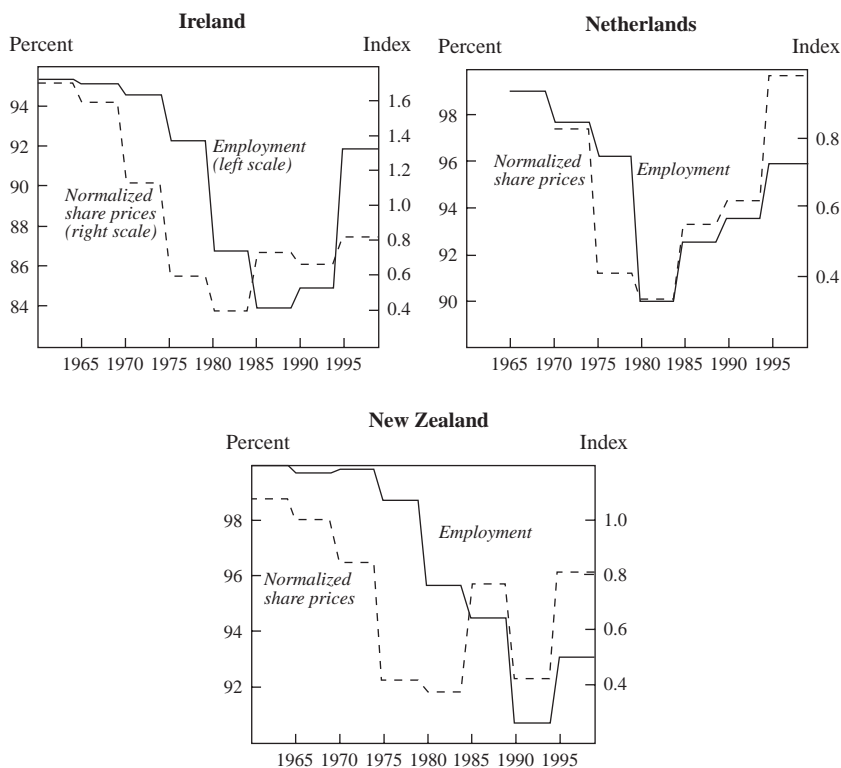 Ireland
Percent
Index
94
92
90
88
86
84
1.6
1.4
1.2
1.0
0.8
0.6
0.4
Employment
(left scale)
Normalized
share prices
(right scale)
1965 1970 1975 1980 1985 1990 1995
Netherlands
Percent
Index
98
96
94
92
90
0.8
0.6
0.4
Normalized
share prices
Employment
1965 1970 1975 1980 1985 1990 1995
New Zealand
Percent
Index
98
96
94
92
1.0
0.8
0.6
0.4
Employment
Normalized
share prices
1965 1970 1975 1980 1985 1990 1995